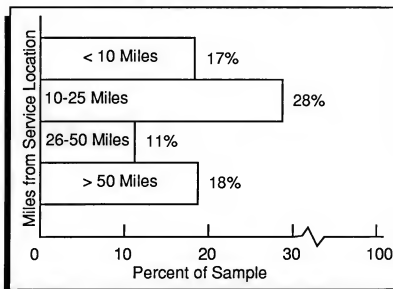 Miles from Service Location
< 10 Miles 17%
10-25 Miles 28%
26-50 Miles 11%
> 50 Miles 18%
0 10 20 30 100
Percent of Sample